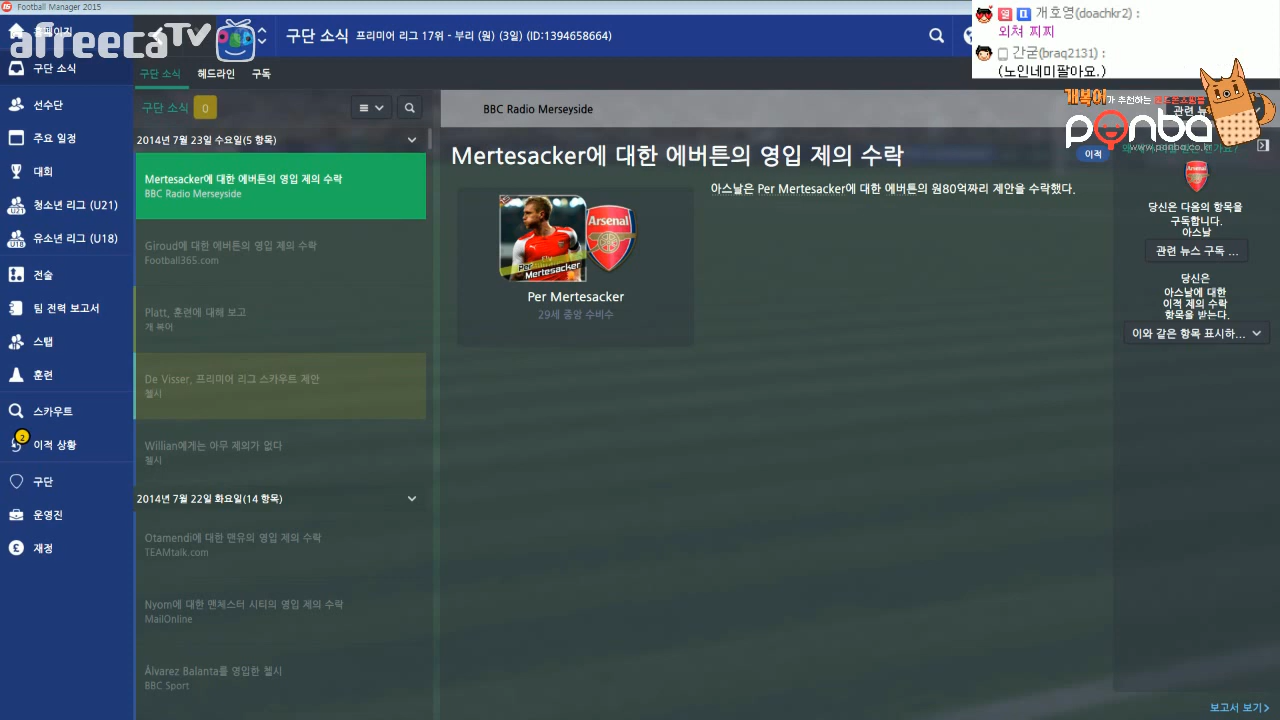 Football Manager 2015
afreecaTV
구단 소식 프리미어 리그 17위 - 부리 (원) (3일) (ID:1394658664)
열 매 개호영(doachkr2) :
외쳐 찌찌
간굳(braq2131) :
(노인네미팔아요.)
구단 소식
선수단
주요 일정
대회
청소년 리그 (U21)
유소년 리그 (U18)
전술
팀 전력 보고서
스탭
훈련
스카우트
2
이적 상황
구단
운영진
재정
구단 소식 헤드라인 구독
구단 소식 0
2014년 7월 23일 수요일(5 항목)
Mertesacker에 대한 에버튼의 영입 제의 수락
BBC Radio Merseyside
Giroud에 대한 에버튼의 영입 제의 수락
Football365.com
Platt, 훈련에 대해 보고
개 복어
De Visser, 프리미어 리그 스카우트 제안
첼시
Willian에게는 아무 제의가 없다
첼시
2014년 7월 22일 화요일(14 항목)
Otamendi에 대한 맨유의 영입 제의 수락
TEAMtalk.com
Nyom에 대한 맨체스터 시티의 영입 제의 수락
MailOnline
Álvarez Balanta를 영입한 첼시
BBC Sport
BBC Radio Merseyside
Mertesacker에 대한 에버튼의 영입 제의 수락
이적
Fly Emirates
Per
Mertesacker
Arsenal
Per Mertesacker
29세 중앙 수비수
아스날은 Per Mertesacker에 대한 에버튼의 원80억짜리 제안을 수락했다.
개복어가 추천하는
관련 뉴
ponba
www.ponba.co.kr
Arsenal
당신은 다음의 항목을
구독합니다.
아스날
관련 뉴스 구독 ...
당신은
아스날에 대한
이적 제의 수락
항목을 받는다.
이와 같은 항목 표시하...
보고서 보기